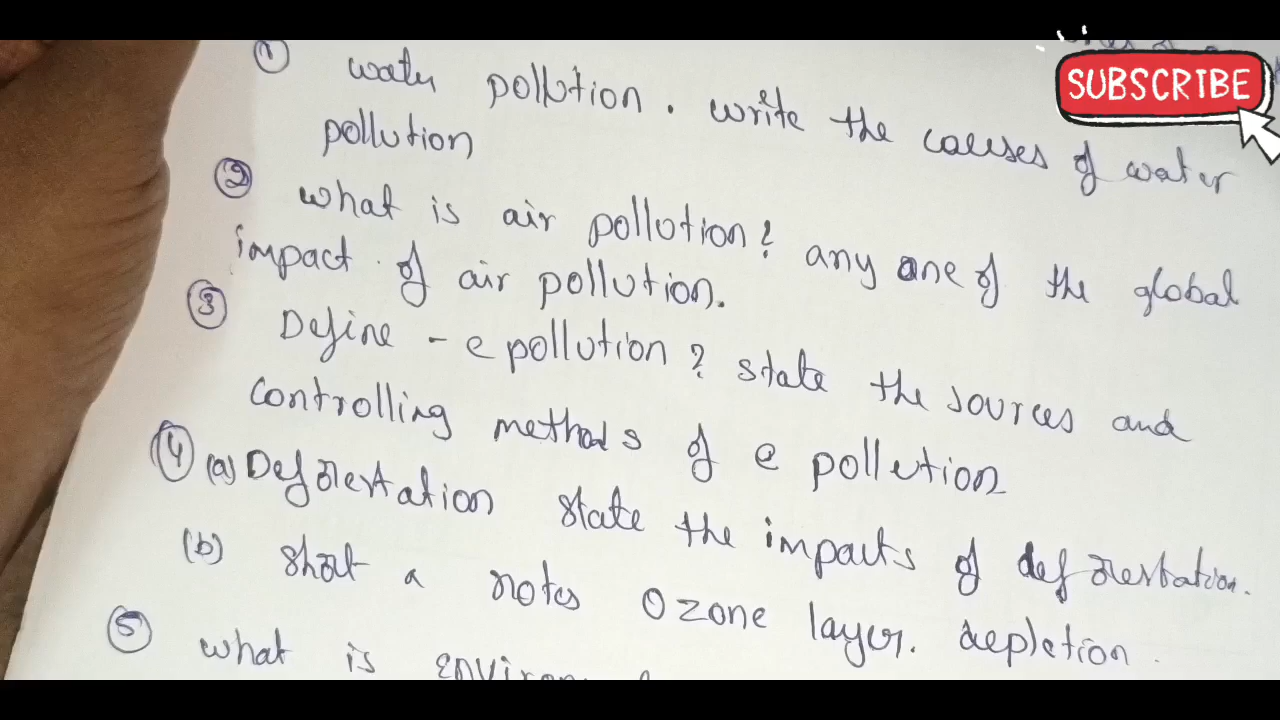 SUBSCRIBE
① water pollution. write the causes of water
pollution
② what is air pollution? any one of the global
impact of air pollution.
③ Define - e pollution? state the sources and
controlling methods of e pollution
④ (a) Deforestation state the impacts of deforestation.
(b) short a notes Ozone layer. depletion.
⑤ what is